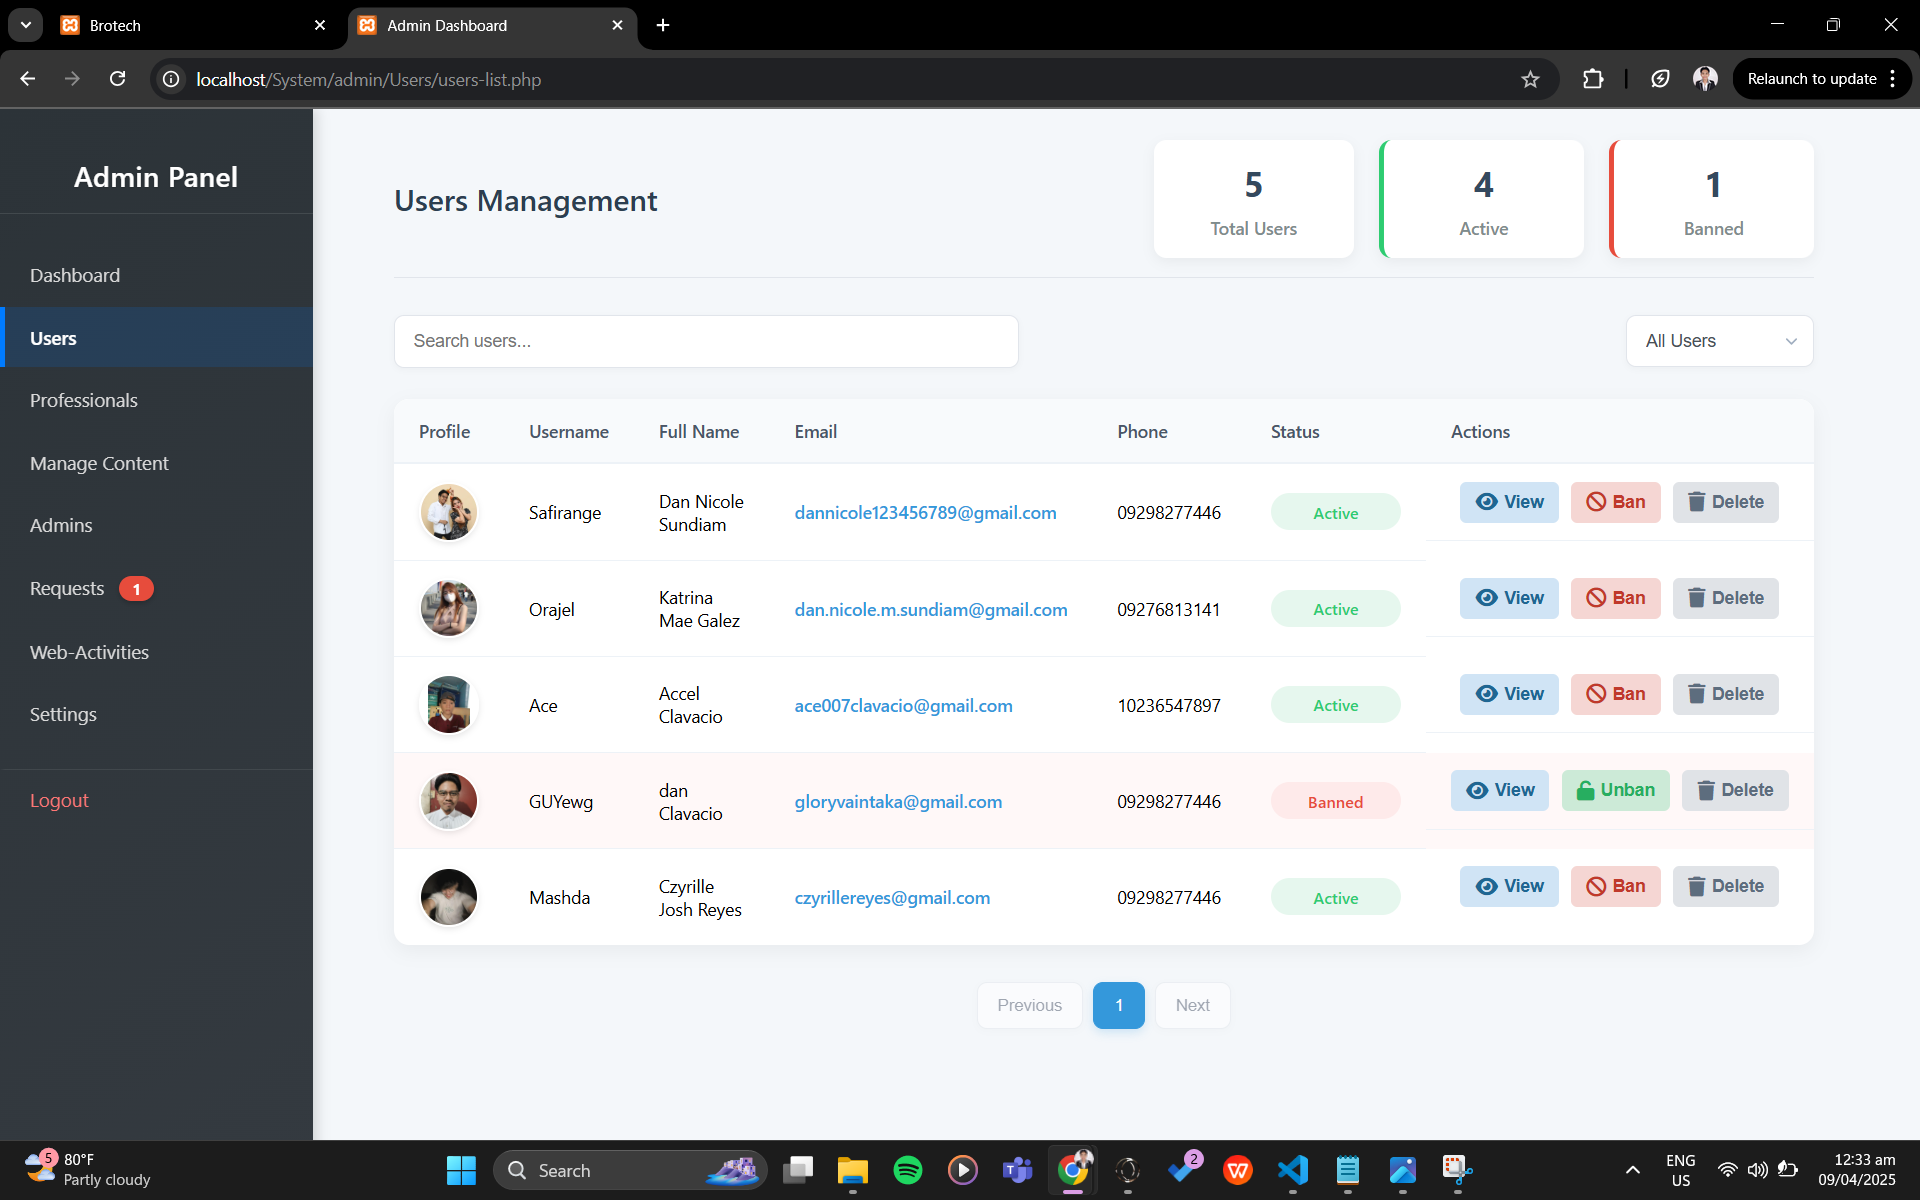 Brotech
Admin Dashboard
localhost/System/admin/Users/users-list.php
Relaunch to update
Admin Panel
Dashboard
Users
Professionals
Manage Content
Admins
Requests 1
Web-Activities
Settings
Logout
Users Management
5
Total Users
4
Active
1
Banned
Search users...
All Users
Profile Username Full Name Email Phone Status Actions
Safirange Dan Nicole Sundiam dannicole123456789@gmail.com 09298277446 Active View Ban Delete
Orajel Katrina Mae Galez dan.nicole.m.sundiam@gmail.com 09276813141 Active View Ban Delete
Ace Accel Clavacio ace007clavacio@gmail.com 10236547897 Active View Ban Delete
GUYewg dan Clavacio gloryvaintaka@gmail.com 09298277446 Banned View Unban Delete
Mashda Czyrille Josh Reyes czyrillereyes@gmail.com 09298277446 Active View Ban Delete
Previous 1 Next
5
80°F
Partly cloudy
Search
2
ENG
US
12:33 am
09/04/2025